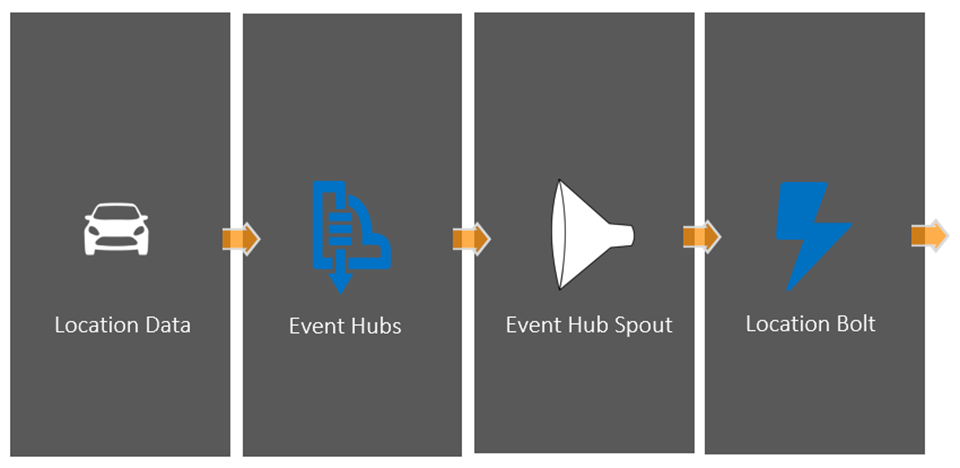 Location Data
Event Hubs
Event Hub Spout
Location Bolt